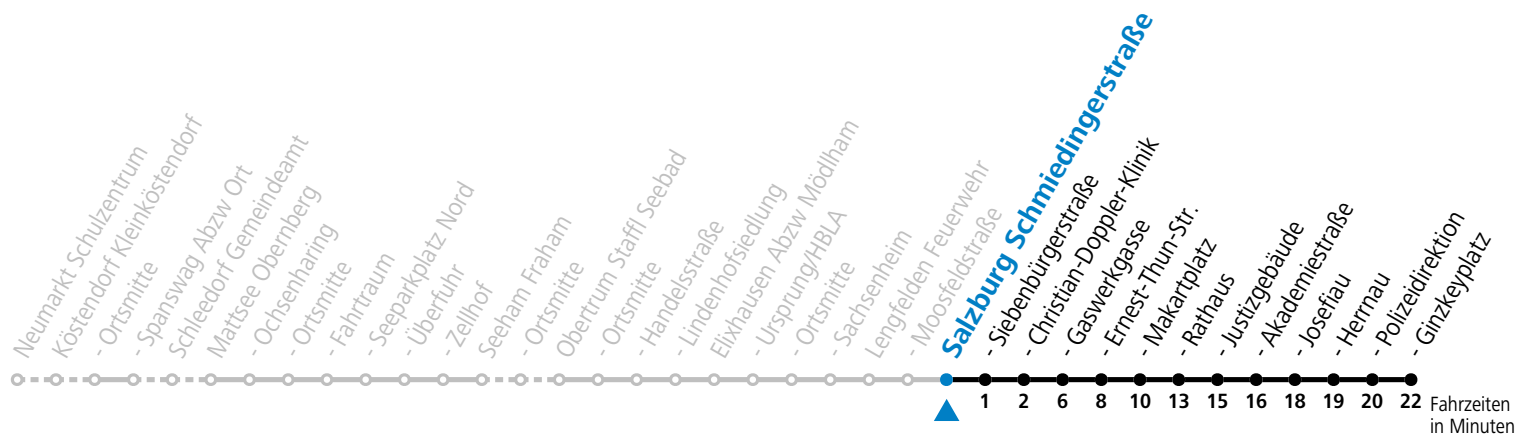 Neumarkt Schulzentrum
Köstendorf Kleinköstendorf
- Ortsmitte
- Spanswag Abzw Ort
Schleedorf Gemeindeamt
Mattsee Obernberg
- Ochsenharing
- Ortsmitte
- Fahrtraum
- Seeparkplatz Nord
- Überfuhr
- Zellhof
Seeham Fraham
- Ortsmitte
Obertrum Staffl Seebad
- Ortsmitte
- Handelsstraße
- Lindenhofsiedlung
Elixhausen Abzw Mödlham
- Ursprung/HBLA
- Ortsmitte
- Sachsenheim
Lengfelden Feuerwehr
- Moosfeldstraße
Salzburg Schmiedingerstraße
- Siebenbürgerstraße
- Christian-Doppler-Klinik
- Gaswerkgasse
- Ernest-Thun-Str.
- Makartplatz
- Rathaus
- Justizgebäude
- Akademiestraße
- Josefiau
- Herrnau
- Polizeidirektion
- Ginzkeyplatz
1 2 6 8 10 13 15 16 18 19 20 22 Fahrzeiten
in Minuten